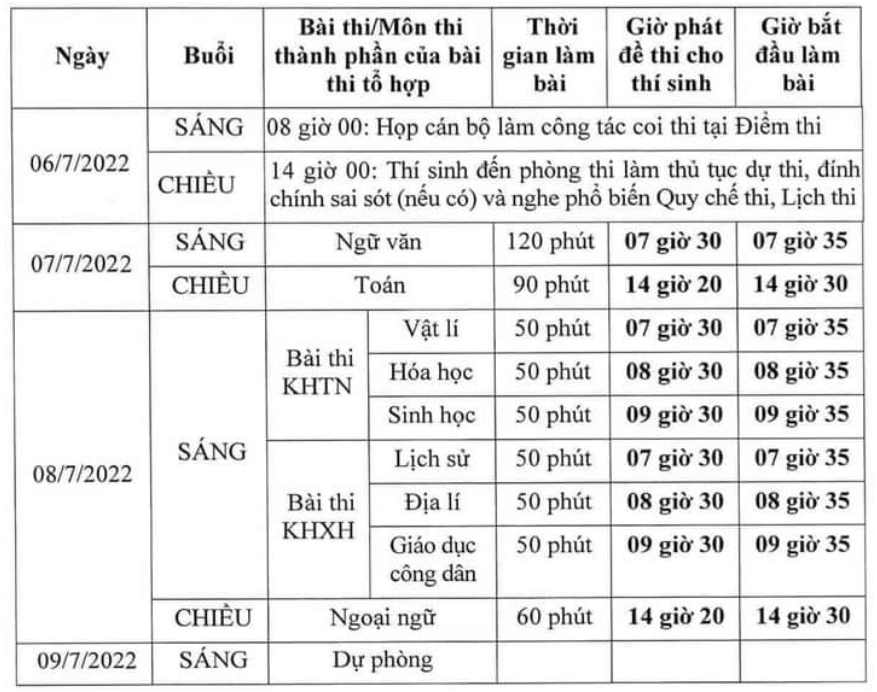 Ngày
Buổi
Bài thi/Môn thi
thành phần của bài
thi tổ hợp
Thời
gian làm
bài
Giờ phát
đề thi cho
thí sinh
Giờ bắt
đầu làm
bài
06/7/2022
SÁNG
08 giờ 00: Họp cán bộ làm công tác coi thi tại Điểm thi
CHIỀU
14 giờ 00: Thí sinh đến phòng thi làm thủ tục dự thi, đính
chính sai sót (nếu có) và nghe phổ biến Quy chế thi, Lịch thi
07/7/2022
SÁNG
Ngữ văn
120 phút
07 giờ 30
07 giờ 35
CHIỀU
Toán
90 phút
14 giờ 20
14 giờ 30
08/7/2022
SÁNG
Bài thi
KHTN
Vật lí
50 phút
07 giờ 30
07 giờ 35
Hóa học
50 phút
08 giờ 30
08 giờ 35
Sinh học
50 phút
09 giờ 30
09 giờ 35
Bài thi
KHXH
Lịch sử
50 phút
07 giờ 30
07 giờ 35
Địa lí
50 phút
08 giờ 30
08 giờ 35
Giáo dục
công dân
50 phút
09 giờ 30
09 giờ 35
CHIỀU
Ngoại ngữ
60 phút
14 giờ 20
14 giờ 30
09/7/2022
SÁNG
Dự phòng